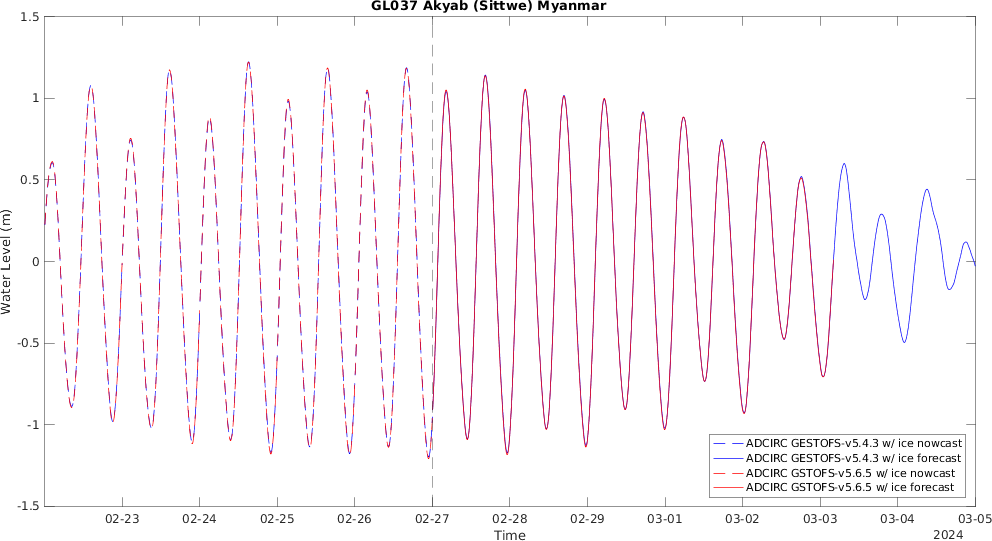 GL037 Akyab (Sittwe) Myanmar
1.5
1
0.5
0
-0.5
-1
-1.5
Water Level (m)
02-23
02-24
02-25
02-26
02-27
02-28
02-29
03-01
03-02
03-03
03-04
03-05
Time
2024
ADCIRC GESTOFS-v5.4.3 w/ ice nowcast
ADCIRC GESTOFS-v5.4.3 w/ ice forecast
ADCIRC GSTOFS-v5.6.5 w/ ice nowcast
ADCIRC GSTOFS-v5.6.5 w/ ice forecast